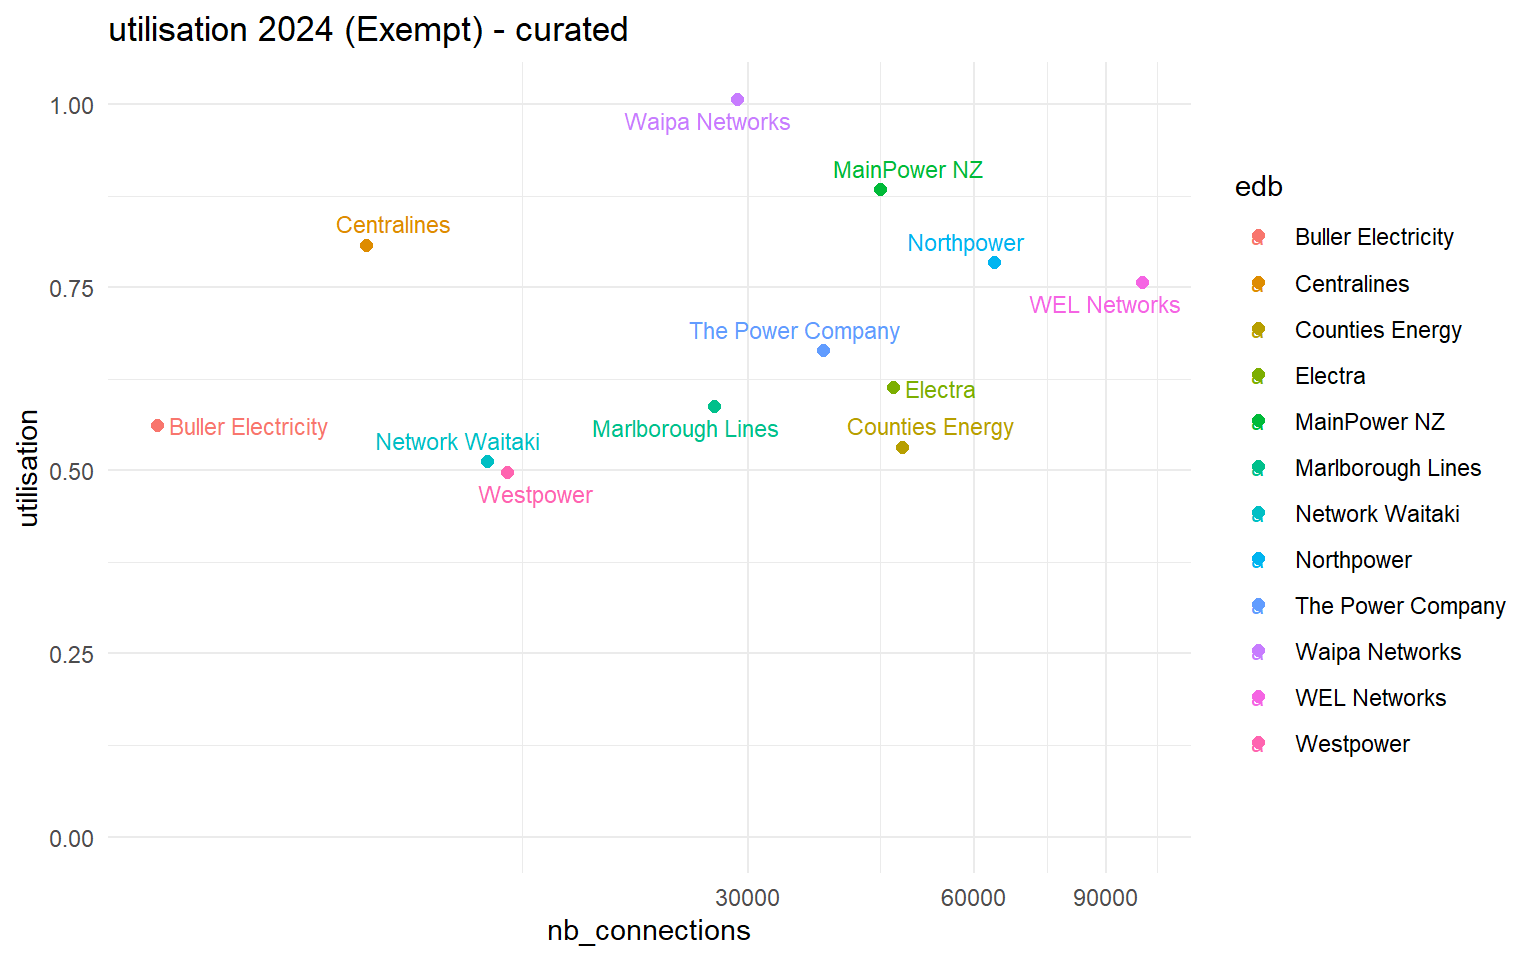 utilisation 2024 (Exempt) - curated
1.00
Waipa Networks
MainPower NZ
Centralines
Northpower
0.75
WEL Networks
The Power Company
Electra
Buller Electricity
Marlborough Lines
Counties Energy
Network Waitaki
0.50
Westpower
0.25
0.00
utilisation
30000
60000
90000
nb_connections
edb
a Buller Electricity
a Centralines
a Counties Energy
a Electra
a MainPower NZ
a Marlborough Lines
a Network Waitaki
a Northpower
a The Power Company
a Waipa Networks
a WEL Networks
a Westpower